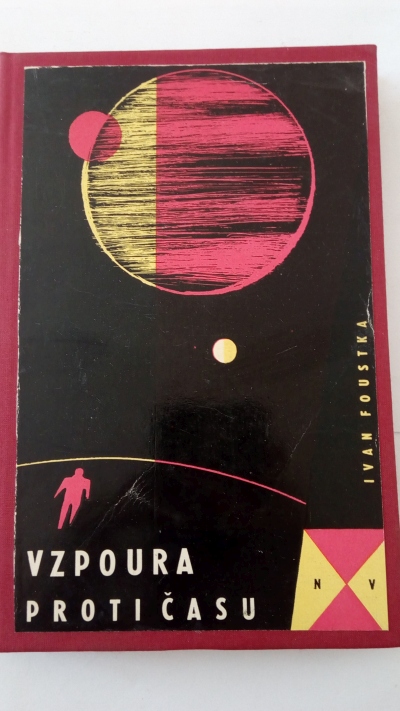 IVAN FOUSTKA
VZPOURA
PROTI ČASU
N V